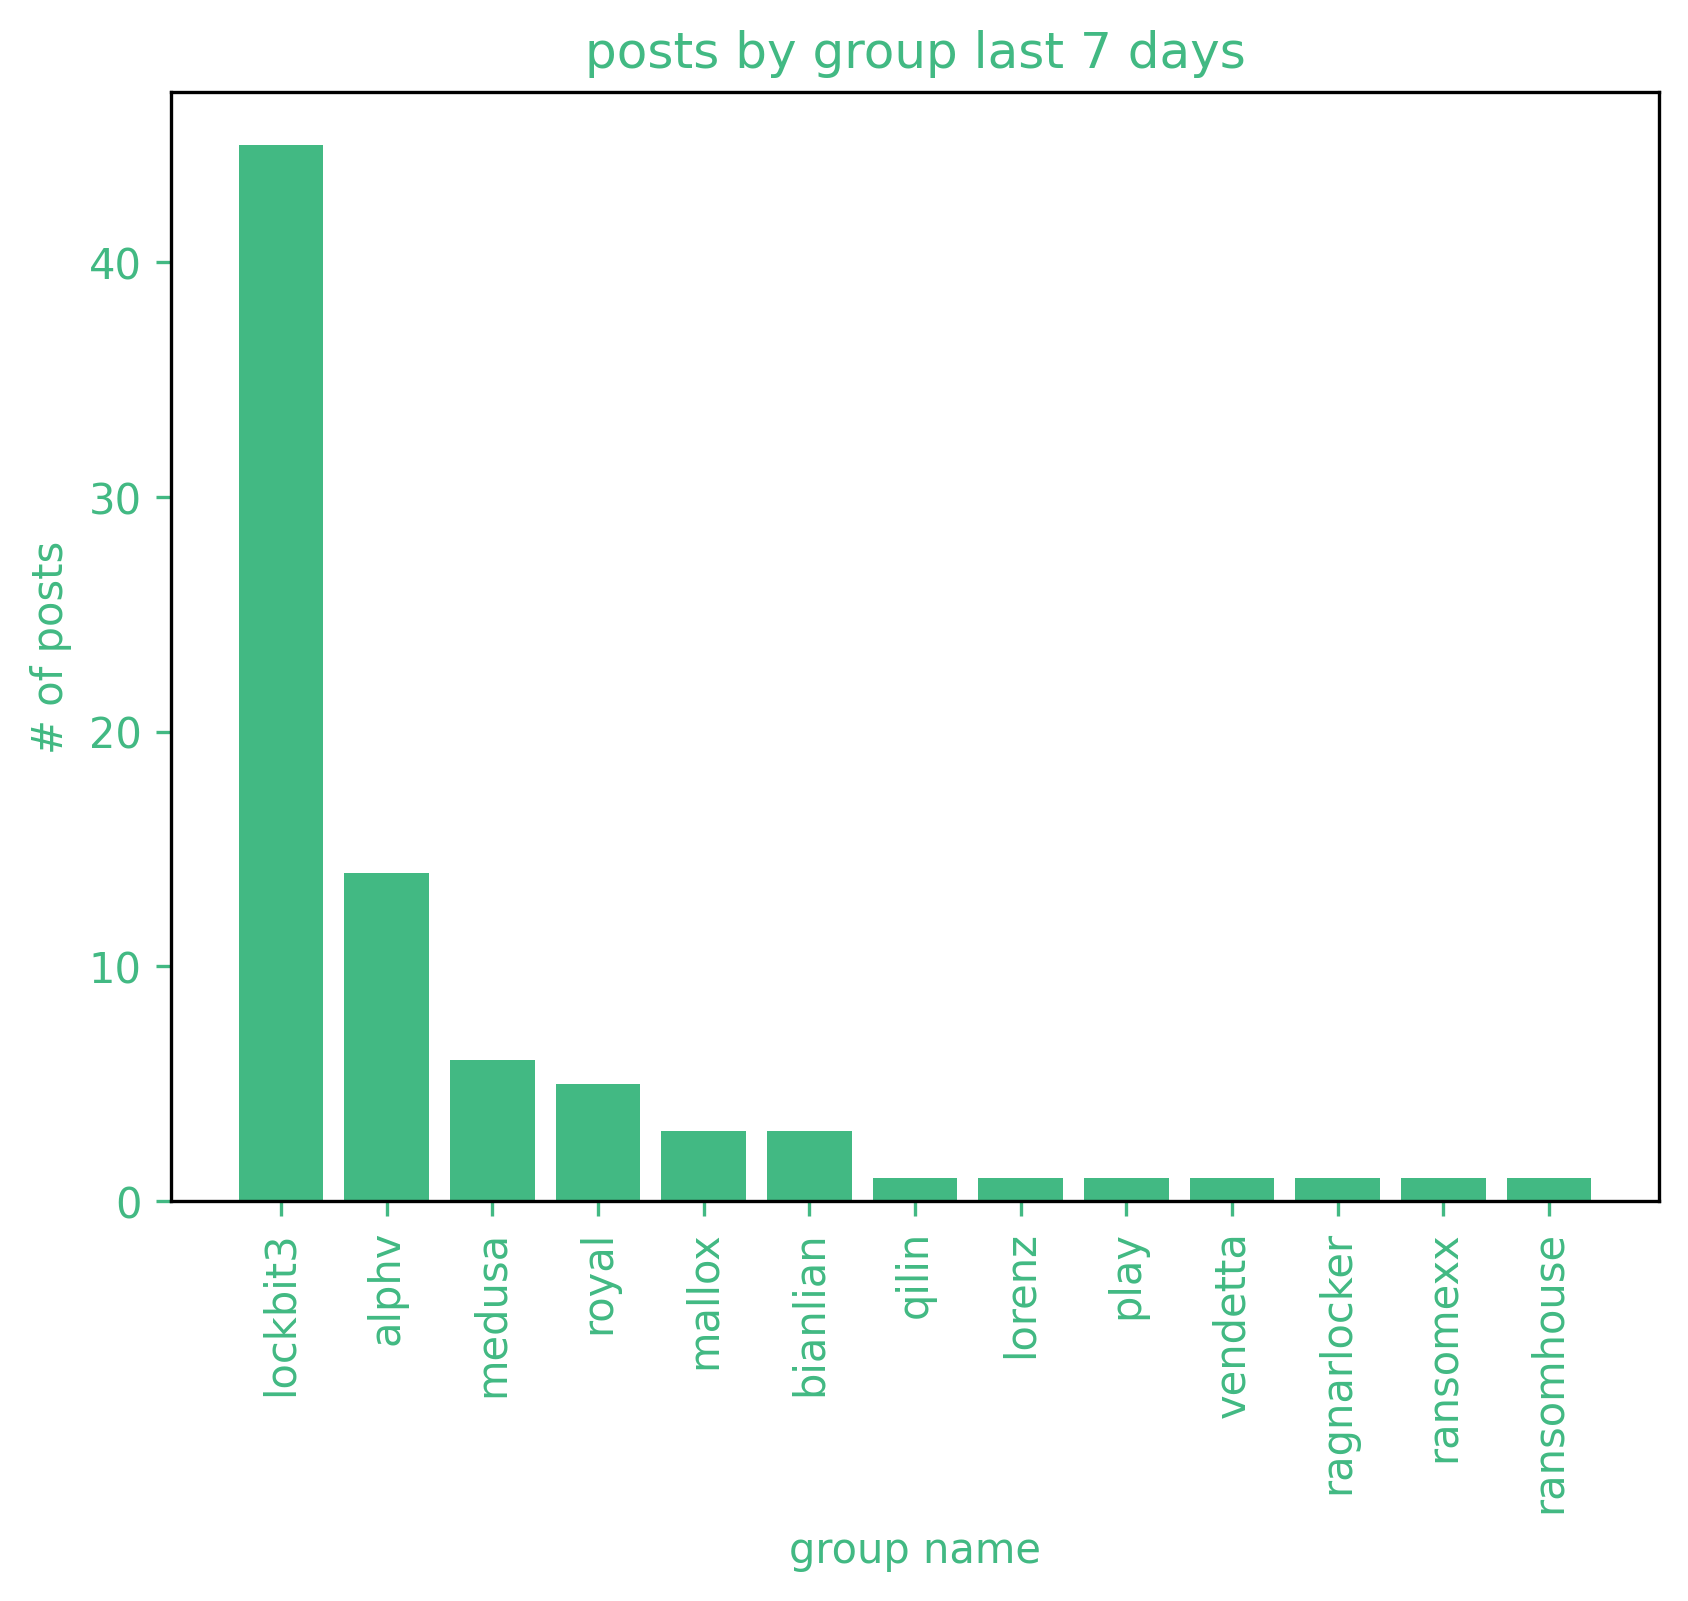 posts by group last 7 days
# of posts
40
30
20
10
0
lockbit3
alphv
medusa
royal
mallox
bianlian
qilin
lorenz
play
vendetta
ragnarlocker
ransomexx
ransomhouse
group name